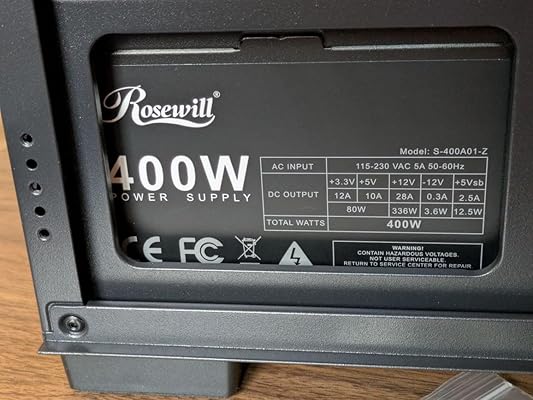 Rosewill®
Model: S-400A01-Z
400W
POWER SUPPLY
AC INPUT 115-230 VAC 5A 50-60Hz
DC OUTPUT +3.3V +5V +12V -12V +5Vsb
12A 10A 28A 0.3A 2.5A
80W 336W 3.6W 12.5W
TOTAL WATTS 400W
CE FC
WARNING!
CONTAIN HAZARDOUS VOLTAGES.
NOT USER SERVICEABLE.
RETURN TO SERVICE CENTER FOR REPAIR